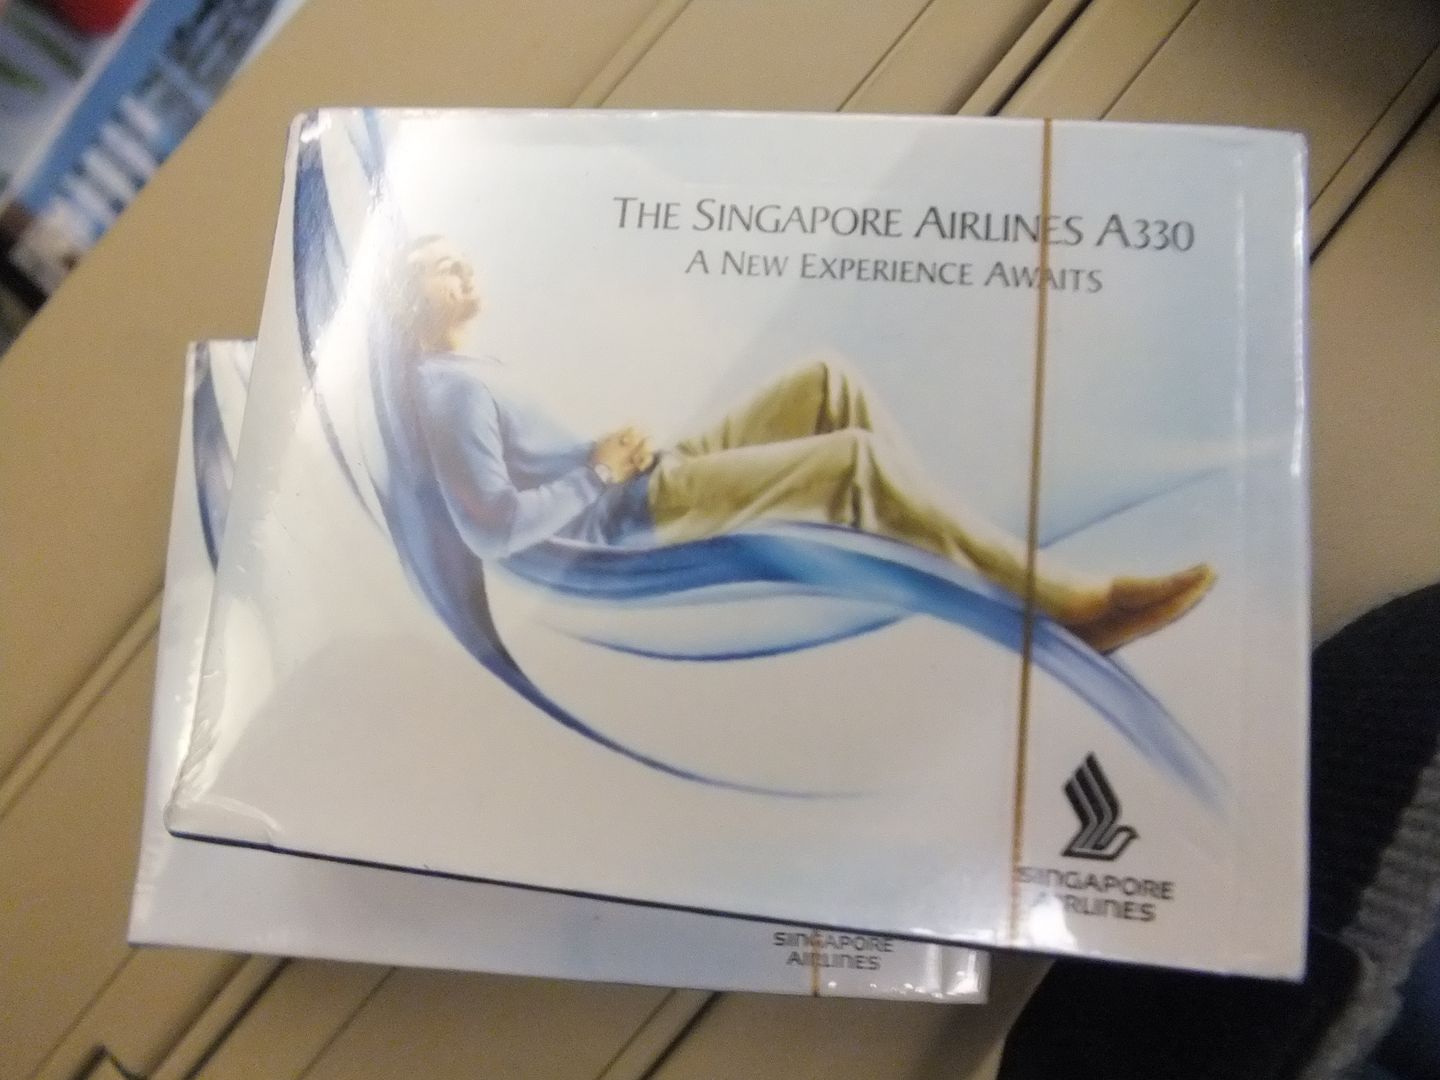 THE SINGAPORE AIRLINES A330
A NEW EXPERIENCE AWAITS
SINGAPORE
AIRLINES
SINGAPORE
AIRLINES